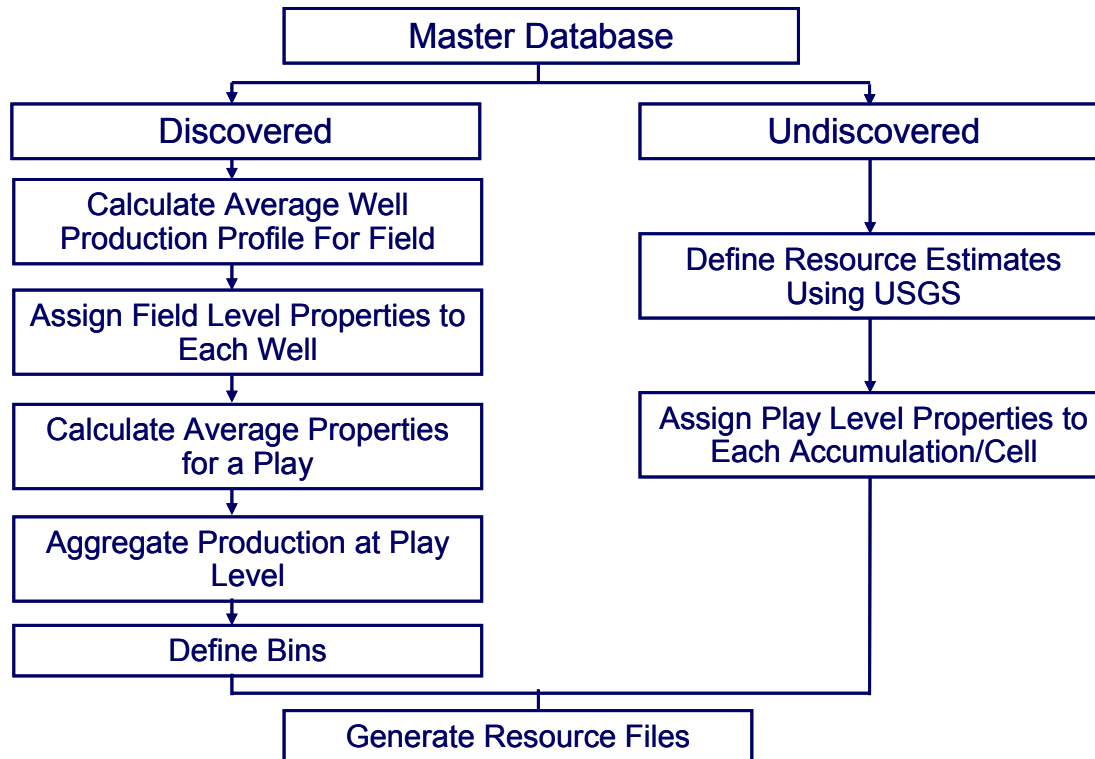 Master Database
Discovered
Undiscovered
Calculate Average Well
Production Profile For Field
Define Resource Estimates
Using USGS
Assign Field Level Properties to
Each Well
Calculate Average Properties
for a Play
Assign Play Level Properties to
Each Accumulation/Cell
Aggregate Production at Play
Level
Define Bins
Generate Resource Files